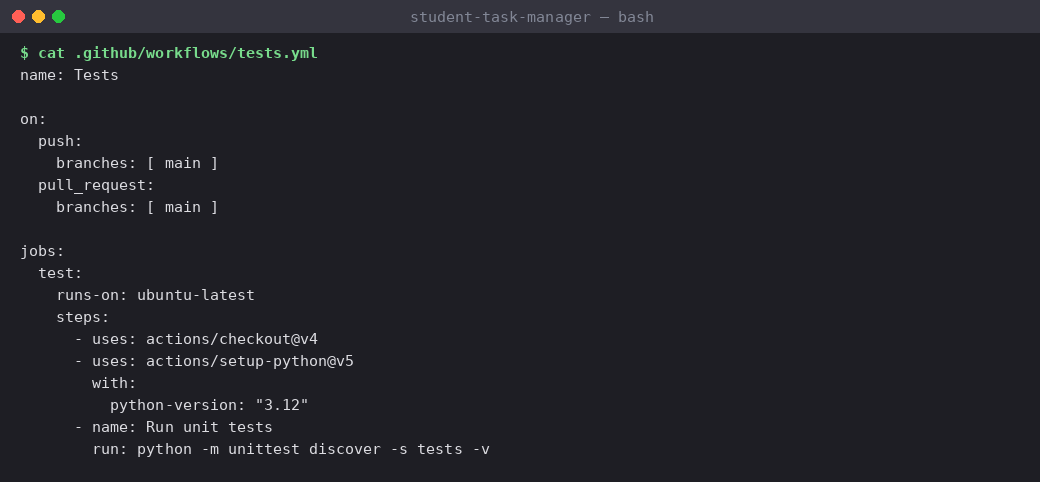 student-task-manager — bash
$ cat .github/workflows/tests.yml
name: Tests

on:
  push:
    branches: [ main ]
  pull_request:
    branches: [ main ]

jobs:
  test:
    runs-on: ubuntu-latest
    steps:
      - uses: actions/checkout@v4
      - uses: actions/setup-python@v5
        with:
          python-version: "3.12"
      - name: Run unit tests
        run: python -m unittest discover -s tests -v